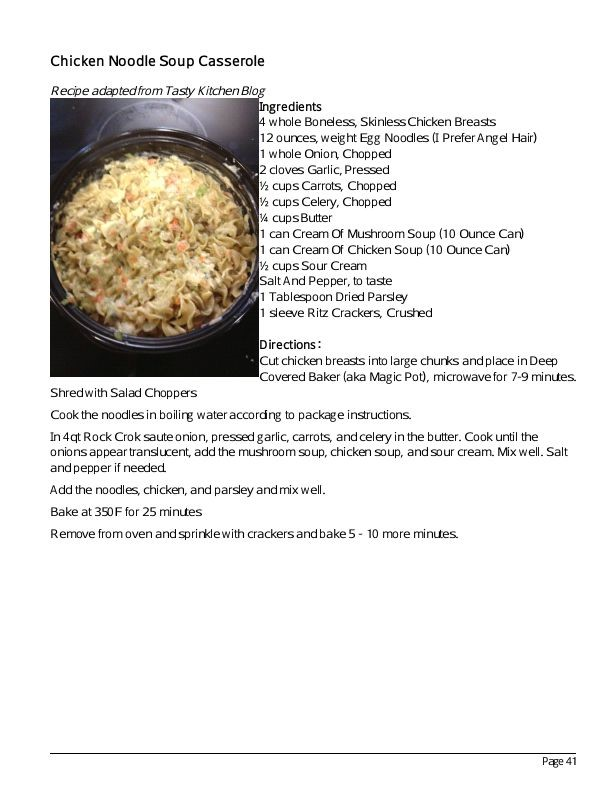 Chicken Noodle Soup Casserole
Recipe adapted from Tasty Kitchen Blog
Ingredients
4 whole Boneless, Skinless Chicken Breasts
12 ounces, weight Egg Noodles (I Prefer Angel Hair)
1 whole Onion, Chopped
2 cloves Garlic, Pressed
½ cups Carrots, Chopped
½ cups Celery, Chopped
¼ cups Butter
1 can Cream Of Mushroom Soup (10 Ounce Can)
1 can Cream Of Chicken Soup (10 Ounce Can)
½ cups Sour Cream
Salt And Pepper, to taste
1 Tablespoon Dried Parsley
1 sleeve Ritz Crackers, Crushed
Directions:
Cut chicken breasts into large chunks and place in Deep
Covered Baker (aka Magic Pot), microwave for 7-9 minutes.
Shred with Salad Choppers
Cook the noodles in boiling water according to package instructions.
In 4qt Rock Crok saute onion, pressed garlic, carrots, and celery in the butter. Cook until the
onions appear translucent, add the mushroom soup, chicken soup, and sour cream. Mix well. Salt
and pepper if needed.
Add the noodles, chicken, and parsley and mix well.
Bake at 350F for 25 minutes
Remove from oven and sprinkle with crackers and bake 5 - 10 more minutes.
Page 41